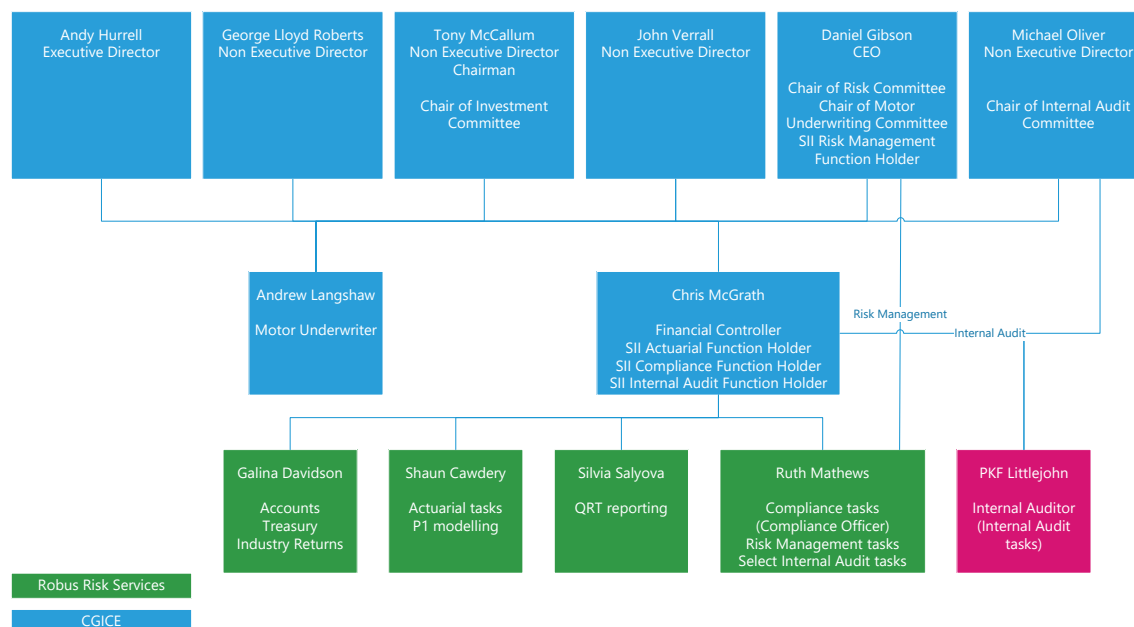 Andy Hurrell
Executive Director
George Lloyd Roberts
Non Executive Director
Tony McCallum
Non Executive Director
Chairman
Chair of Investment
Committee
John Verrall
Non Executive Director
Daniel Gibson
CEO
Chair of Risk Committee
Chair of Motor
Underwriting Committee
SII Risk Management
Function Holder
Michael Oliver
Non Executive Director
Chair of Internal Audit
Committee
Andrew Langshaw
Motor Underwriter
Chris McGrath
Financial Controller
SII Actuarial Function Holder
SII Compliance Function Holder
SII Internal Audit Function Holder
Risk Management
Internal Audit
Galina Davidson
Accounts
Treasury
Industry Returns
Shaun Cawdery
Actuarial tasks
P1 modelling
Silvia Salyova
QRT reporting
Ruth Mathews
Compliance tasks
(Compliance Officer)
Risk Management tasks
Select Internal Audit tasks
PKF Littlejohn
Internal Auditor
(Internal Audit
tasks)
Robus Risk Services
CGICE